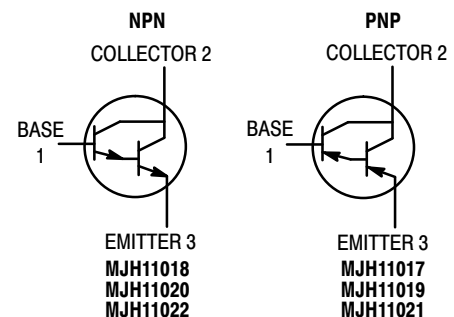 NPN
COLLECTOR 2
BASE
1
EMITTER 3
MJH11018
MJH11020
MJH11022
PNP
COLLECTOR 2
BASE
1
EMITTER 3
MJH11017
MJH11019
MJH11021